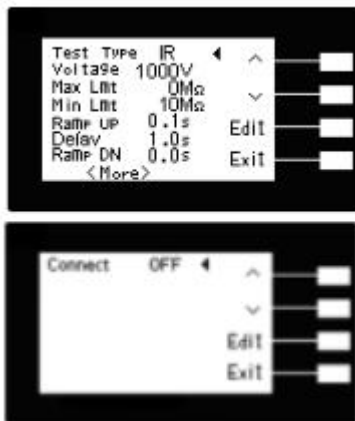 Test Type IR
Voltage 1000V
Max Lmt 0MΩ
Min Lmt 10MΩ
Ramp UP 0.1s
Edit
Delay 1.0s
Ramp DN 0.0s
Exit
<More>
Connect OFF
Edit
Exit